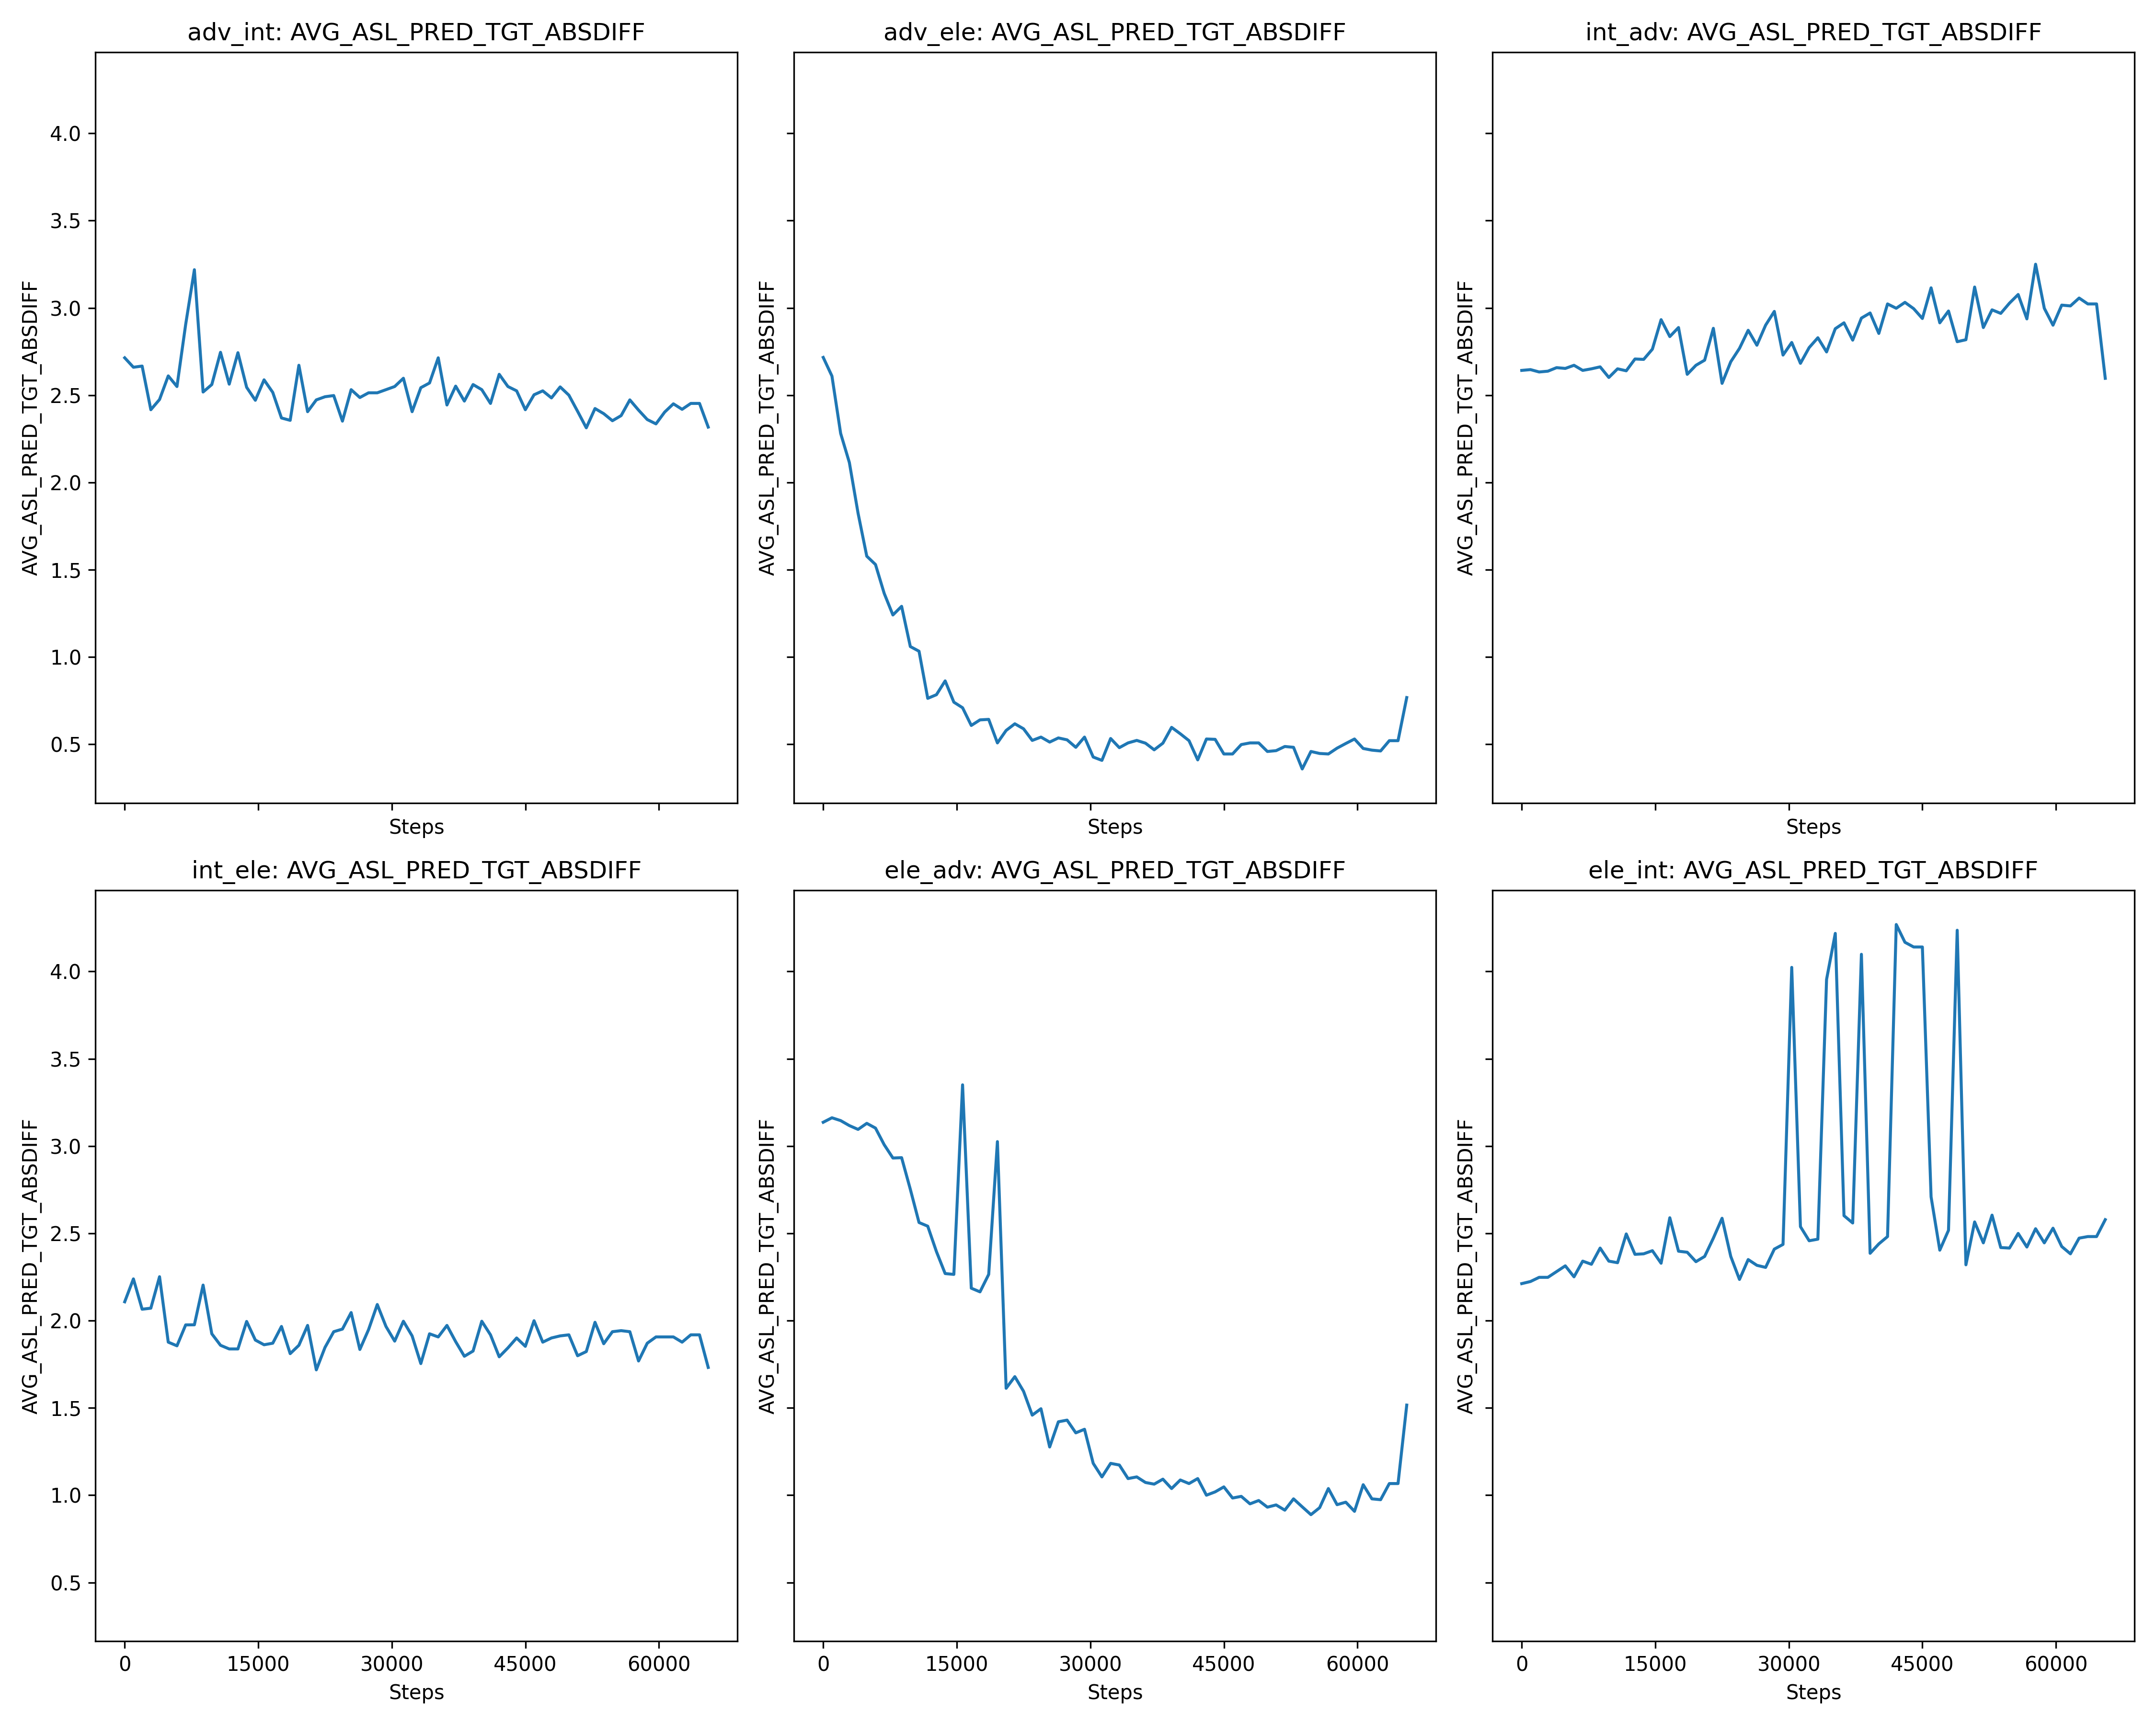 adv_int: AVG_ASL_PRED_TGT_ABSDIFF
adv_ele: AVG_ASL_PRED_TGT_ABSDIFF
int_adv: AVG_ASL_PRED_TGT_ABSDIFF
AVG_ASL_PRED_TGT_ABSDIFF
4.0
3.5
3.0
2.5
2.0
1.5
1.0
0.5
AVG_ASL_PRED_TGT_ABSDIFF
AVG_ASL_PRED_TGT_ABSDIFF
Steps
Steps
Steps
int_ele: AVG_ASL_PRED_TGT_ABSDIFF
ele_adv: AVG_ASL_PRED_TGT_ABSDIFF
ele_int: AVG_ASL_PRED_TGT_ABSDIFF
AVG_ASL_PRED_TGT_ABSDIFF
4.0
3.5
3.0
2.5
2.0
1.5
1.0
0.5
AVG_ASL_PRED_TGT_ABSDIFF
AVG_ASL_PRED_TGT_ABSDIFF
0 15000 30000 45000 60000
0 15000 30000 45000 60000
0 15000 30000 45000 60000
Steps
Steps
Steps